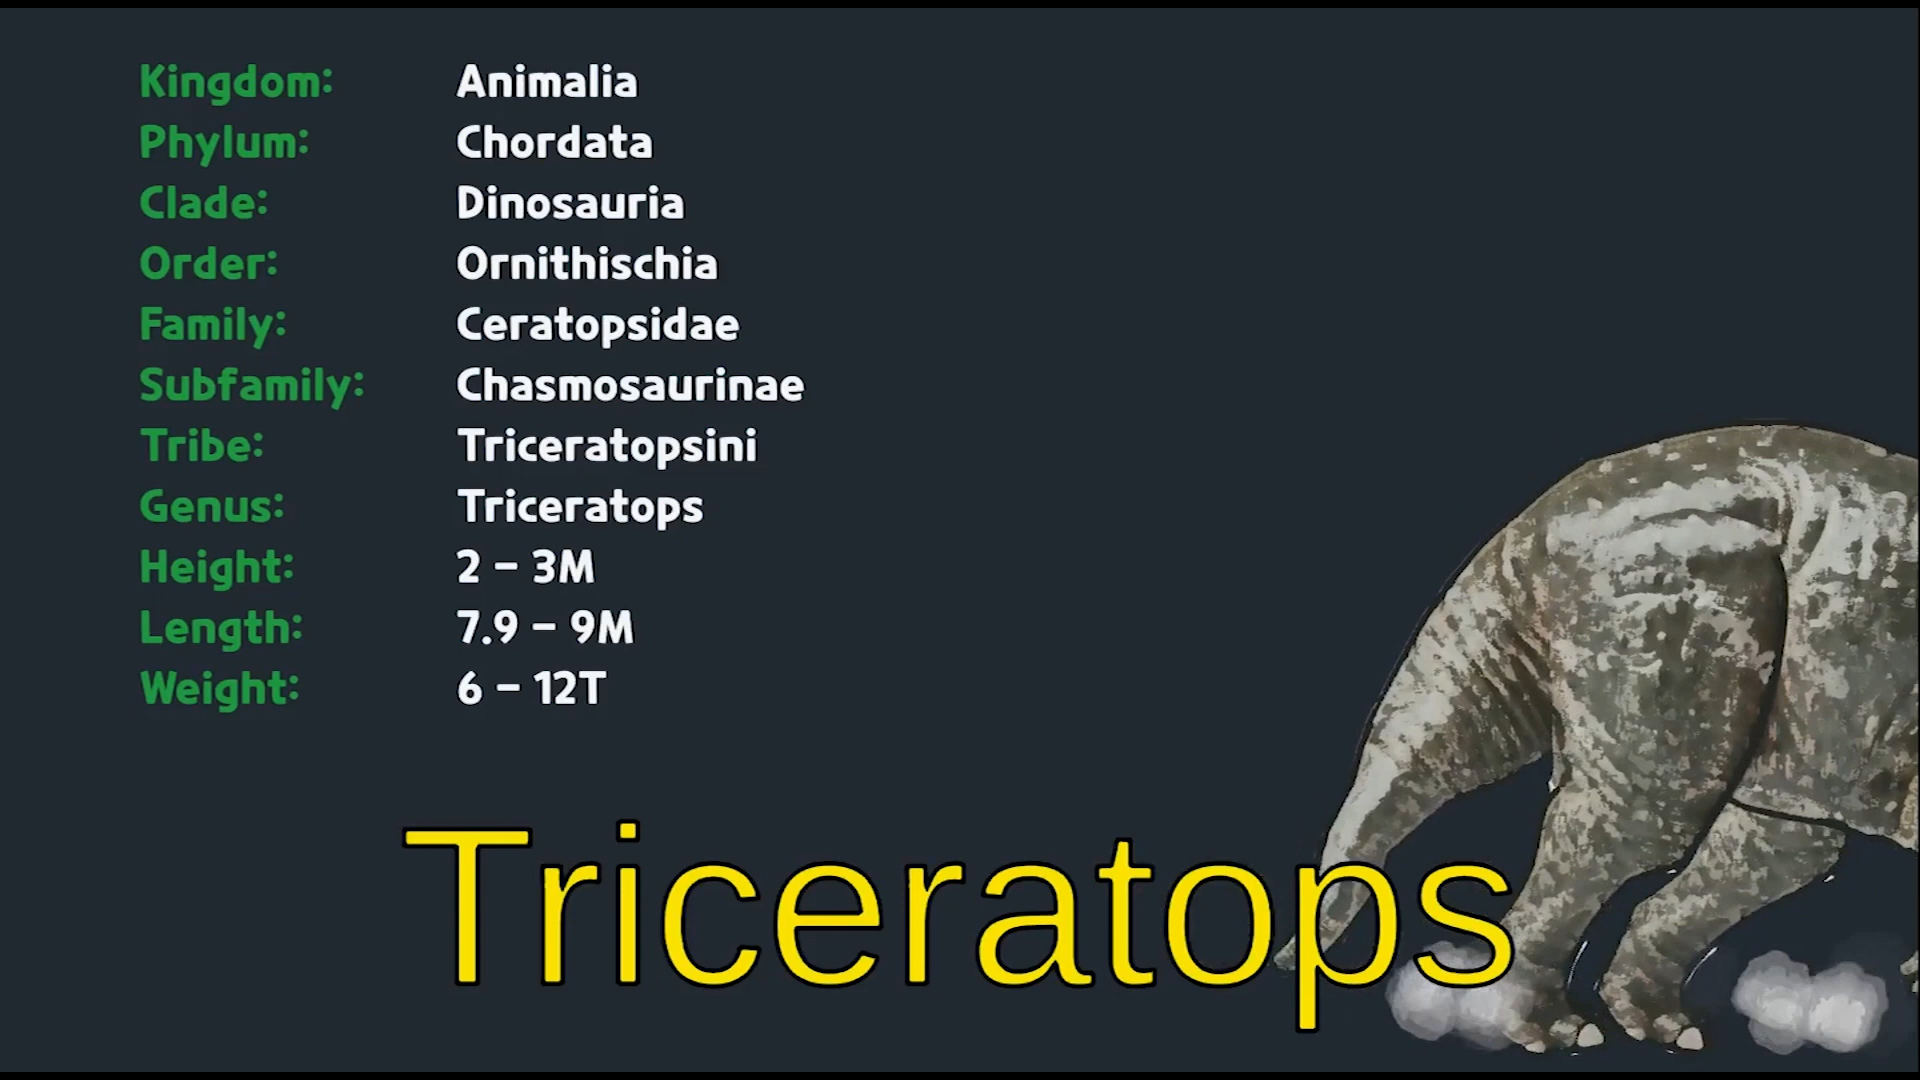 Kingdom: Animalia
Phylum: Chordata
Clade: Dinosauria
Order: Ornithischia
Family: Ceratopsidae
Subfamily: Chasmosaurinae
Tribe: Triceratopsini
Genus: Triceratops
Height: 2 – 3M
Length: 7.9 – 9M
Weight: 6 – 12T
Triceratops